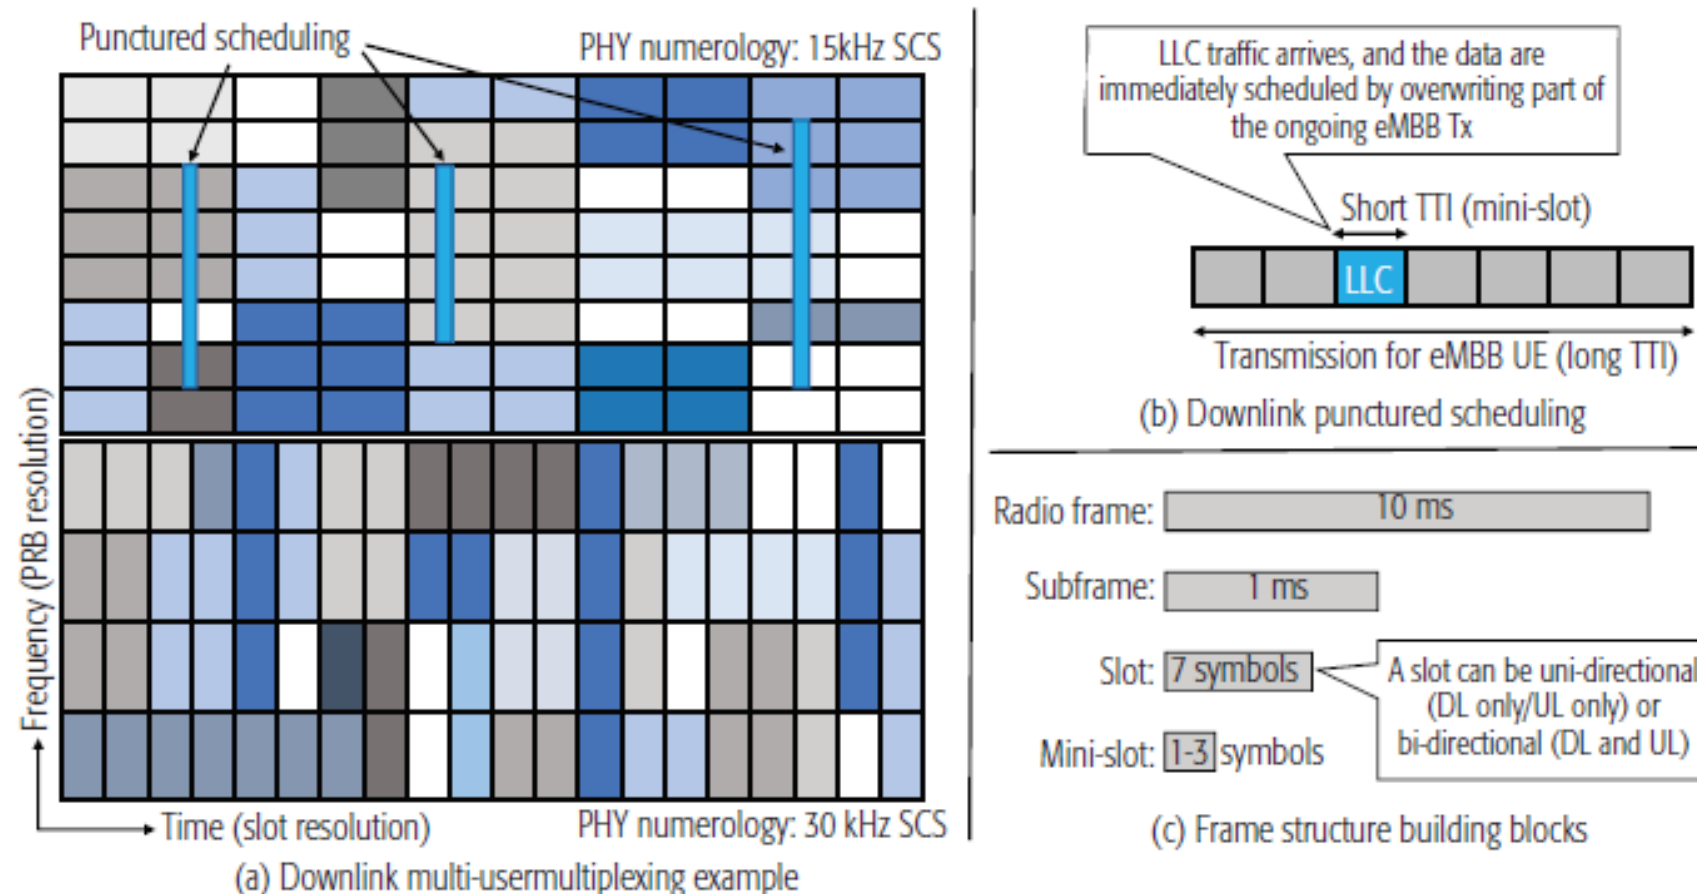 Punctured scheduling
PHY numerology: 15kHz SCS
Frequency (PRB resolution)
Time (slot resolution)
PHY numerology: 30 kHz SCS
(a) Downlink multi-usermultiplexing example
LLC traffic arrives, and the data are
immediately scheduled by overwriting part of
the ongoing eMBB Tx
Short TTI (mini-slot)
LLC
Transmission for eMBB UE (long TTI)
(b) Downlink punctured scheduling
Radio frame: 10 ms
Subframe: 1 ms
Slot: 7 symbols
A slot can be uni-directional
(DL only/UL only) or
bi-directional (DL and UL)
Mini-slot: 1-3 symbols
(c) Frame structure building blocks